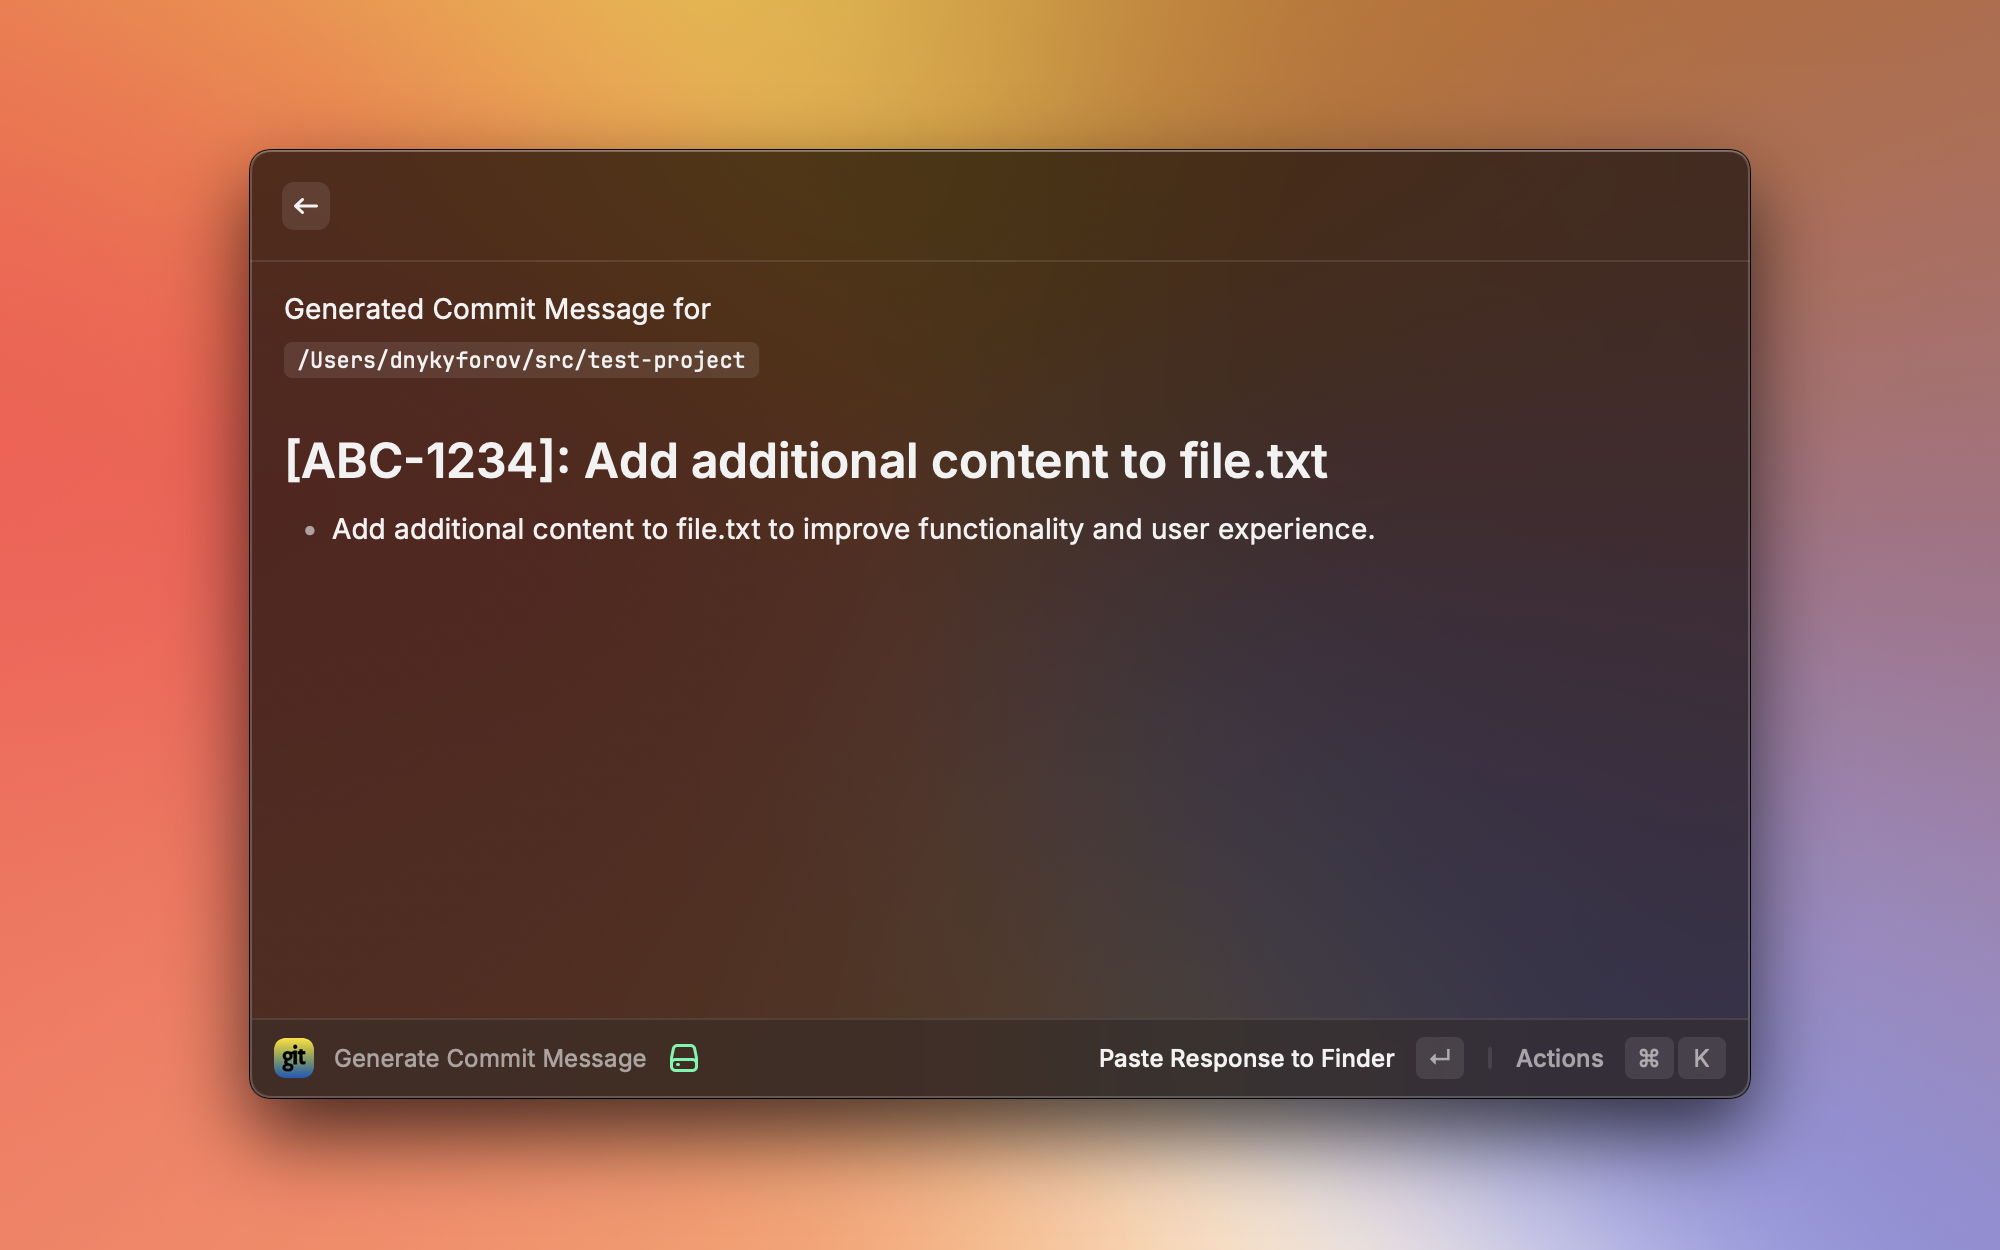 Generated Commit Message for
/Users/dnykyforov/src/test-project
[ABC-1234]: Add additional content to file.txt
• Add additional content to file.txt to improve functionality and user experience.
git Generate Commit Message Paste Response to Finder ↵ | Actions ⌘ K